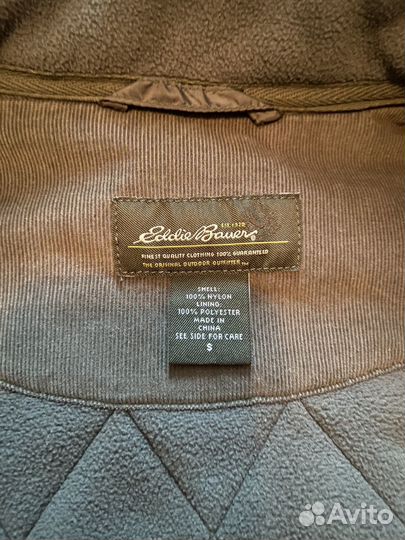 EST. 1920
Eddie Bauer
FINEST QUALITY CLOTHING 100% GUARANTEED
THE ORIGINAL OUTDOOR OUTFITTER
SHELL:
100% NYLON
LINING:
100% POLYESTER
MADE IN
CHINA
SEE SIDE FOR CARE
S
Avito